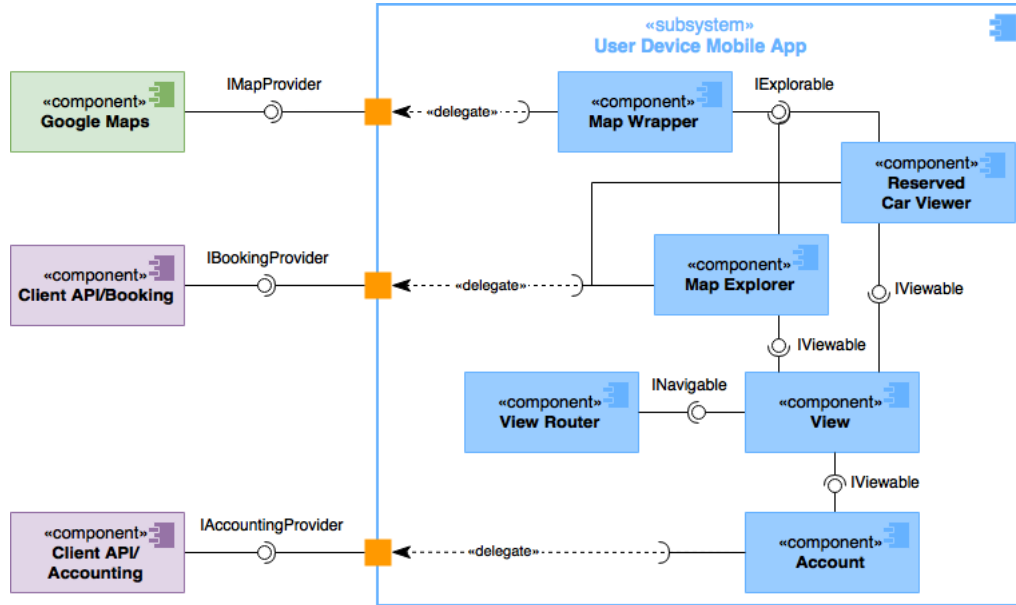 «subsystem»
User Device Mobile App
«component»
Google Maps
IMapProvider
«delegate»
«component»
Map Wrapper
IExplorable
«component»
Reserved
Car Viewer
«component»
Client API/Booking
IBookingProvider
«delegate»
«component»
Map Explorer
IViewable
IViewable
«component»
View Router
INavigable
«component»
View
IViewable
«component»
Client API/
Accounting
IAccountingProvider
«delegate»
«component»
Account